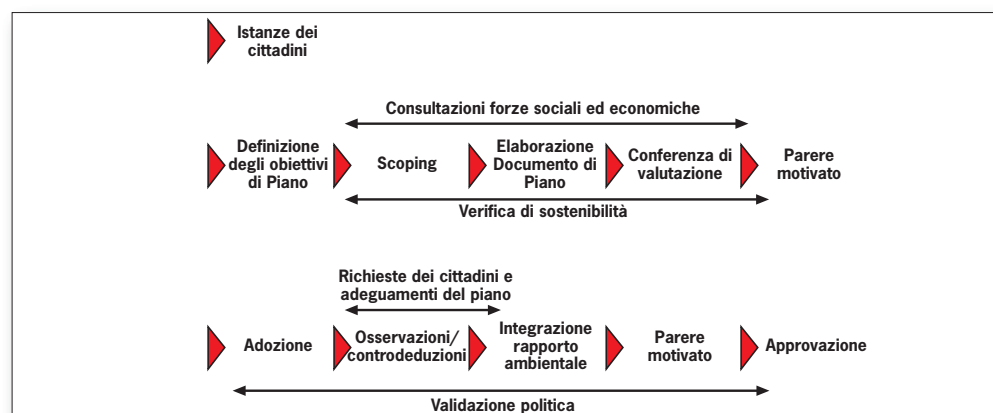 Istanze dei
cittadini
Consultazioni forze sociali ed economiche
Definizione
degli obiettivi
di Piano
Scoping
Elaborazione
Documento di
Piano
Conferenza di
valutazione
Parere
motivato
Verifica di sostenibilità
Richieste dei cittadini e
adeguamenti del piano
Adozione
Osservazioni/
controdeduzioni
Integrazione
rapporto
ambientale
Parere
motivato
Approvazione
Validazione politica